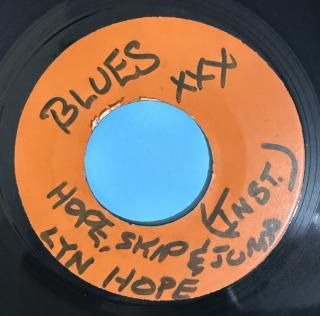 BLUES XXX
HOPE, SKIP & JUMP (INST.)
LYN HOPE